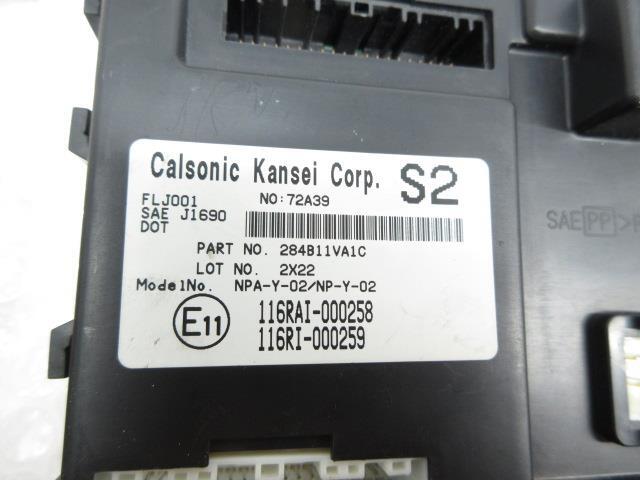 Calsonic Kansei Corp. S2
FLJ001 NO:72A39
SAE J1690
DOT
PART NO. 284B11VA1C
LOT NO. 2X22
ModelNo. NPA-Y-02/NP-Y-02
E11
116RAI-000258
116RI-000259
SAE PP >P